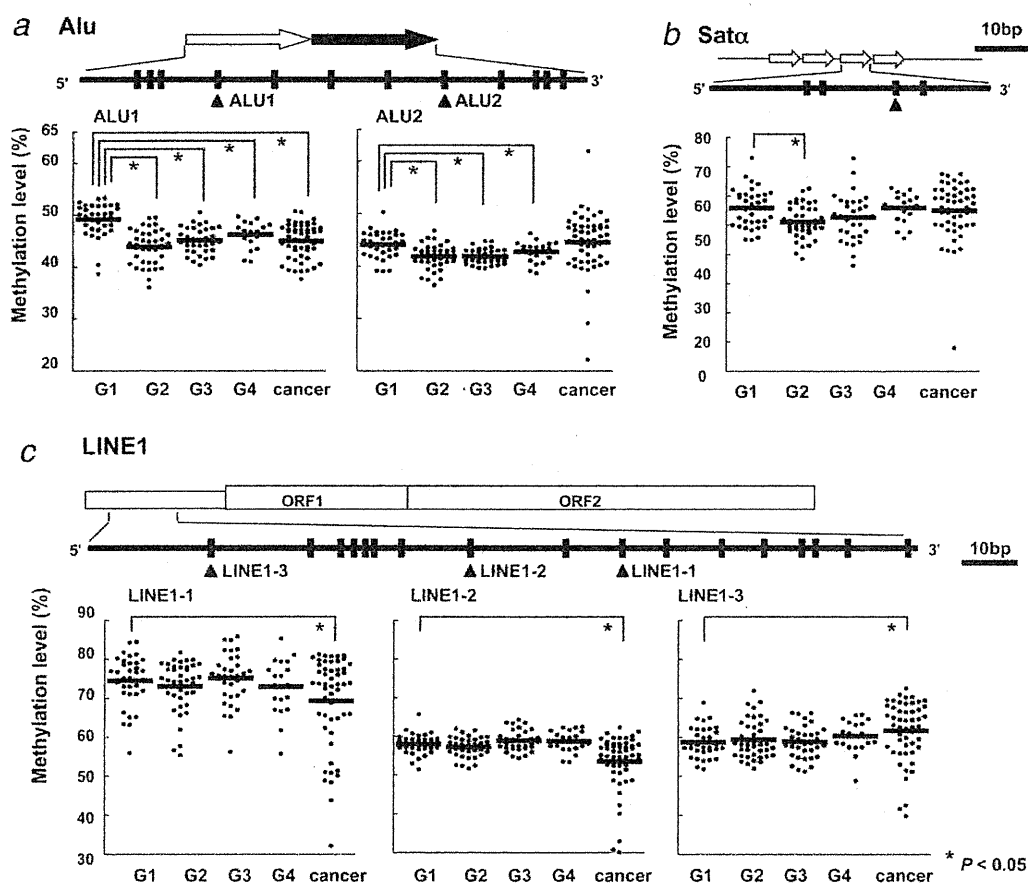 a Alu
5' 3'
ALU1 ALU2
ALU1
ALU2
Methylation level (%)
65
60
50
40
30
20
* * * *
* * *
G1 G2 G3 G4 cancer
G1 G2 G3 G4 cancer
b Satα
10bp
5' 3'
Methylation level (%)
80
70
60
50
40
30
20
10
0
*
G1 G2 G3 G4 cancer
c LINE1
ORF1 ORF2
5' 3'
10bp
LINE1-3 LINE1-2 LINE1-1
LINE1-1
LINE1-2
LINE1-3
Methylation level (%)
90
80
70
60
50
40
30
* * *
G1 G2 G3 G4 cancer
G1 G2 G3 G4 cancer
G1 G2 G3 G4 cancer
* P < 0.05